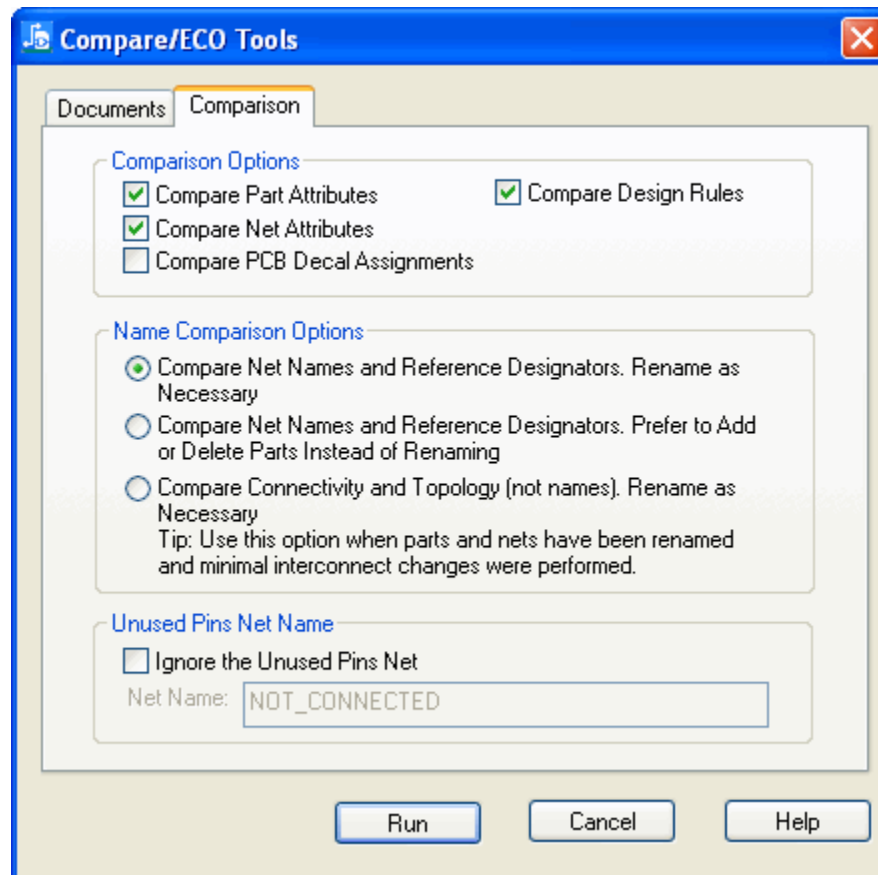 Compare/ECO Tools
Documents
Comparison
Comparison Options
Compare Part Attributes
Compare Design Rules
Compare Net Attributes
Compare PCB Decal Assignments
Name Comparison Options
Compare Net Names and Reference Designators. Rename as
Necessary
Compare Net Names and Reference Designators. Prefer to Add
or Delete Parts Instead of Renaming
Compare Connectivity and Topology (not names). Rename as
Necessary
Tip: Use this option when parts and nets have been renamed
and minimal interconnect changes were performed.
Unused Pins Net Name
Ignore the Unused Pins Net
Net Name:
NOT_CONNECTED
Run
Cancel
Help